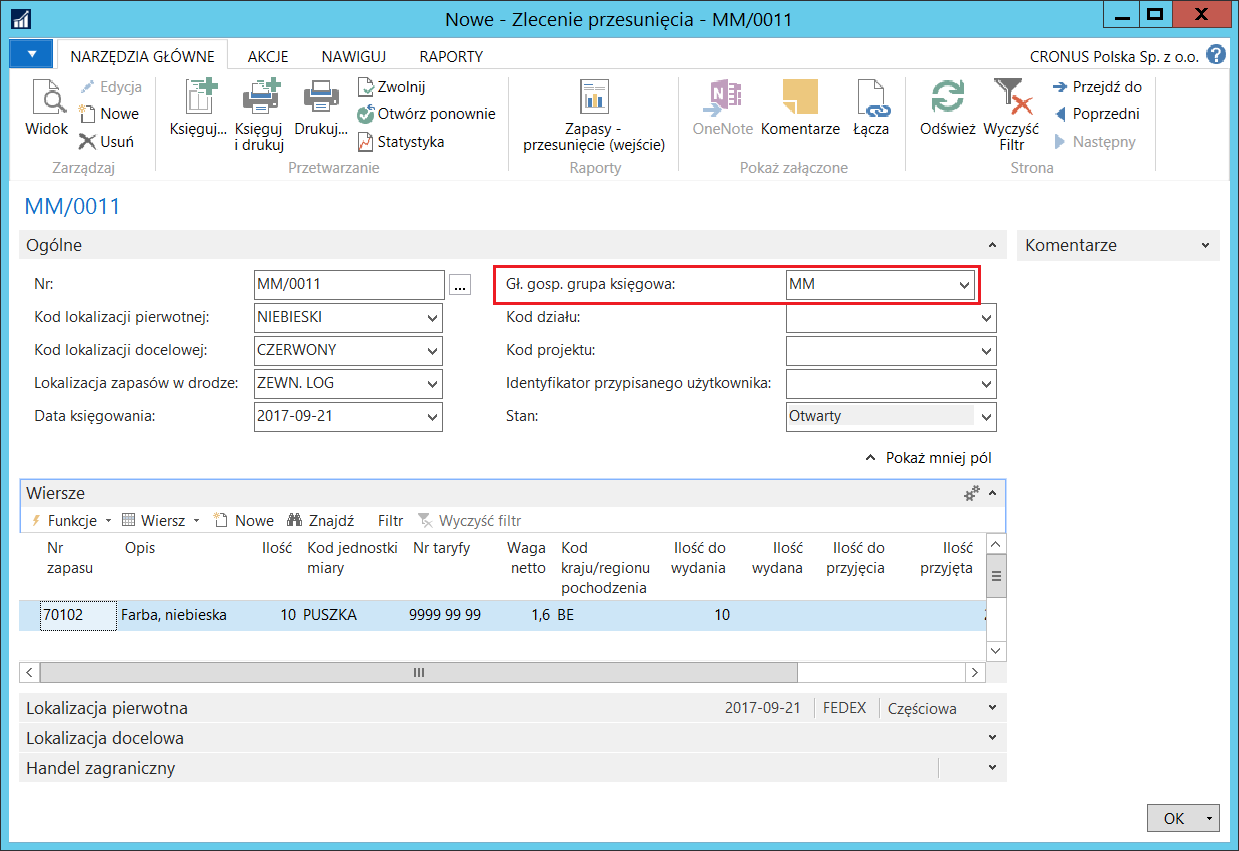 Nowe - Zlecenie przesunięcia - MM/0011
NARZĘDZIA GŁÓWNE AKCJE NAWIGUJ RAPORTY CRONUS Polska Sp. z o.o. ?
Widok
Edycja
Nowe
Usuń
Zarządzaj
Księguj...
Księguj i drukuj
Drukuj...
Zwolnij
Otwórz ponownie
Statystyka
Przetwarzanie
Zapasy - przesunięcie (wejście)
Raporty
OneNote
Komentarze
Łącza
Pokaż załączone
Odśwież
Wyczyść Filtr
Przejdź do
Poprzedni
Następny
Strona
MM/0011
Ogólne
Komentarze
Nr: MM/0011 ...
Gł. gosp. grupa księgowa: MM
Kod lokalizacji pierwotnej: NIEBIESKI
Kod działu:
Kod lokalizacji docelowej: CZERWONY
Kod projektu:
Lokalizacja zapasów w drodze: ZEWN. LOG
Identyfikator przypisanego użytkownika:
Data księgowania: 2017-09-21
Stan: Otwarty
Pokaż mniej pól
Wiersze
Funkcje Wiersz Nowe Znajdź Filtr Wyczyść filtr
Nr zapasu
Opis
Ilość
Kod jednostki miary
Nr taryfy
Waga netto
Kod kraju/regionu pochodzenia
Ilość do wydania
Ilość wydana
Ilość do przyjęcia
Ilość przyjęta
70102 Farba, niebieska 10 PUSZKA 9999 99 99 1,6 BE 10
Lokalizacja pierwotna 2017-09-21 FEDEX Częściowa
Lokalizacja docelowa
Handel zagraniczny
OK